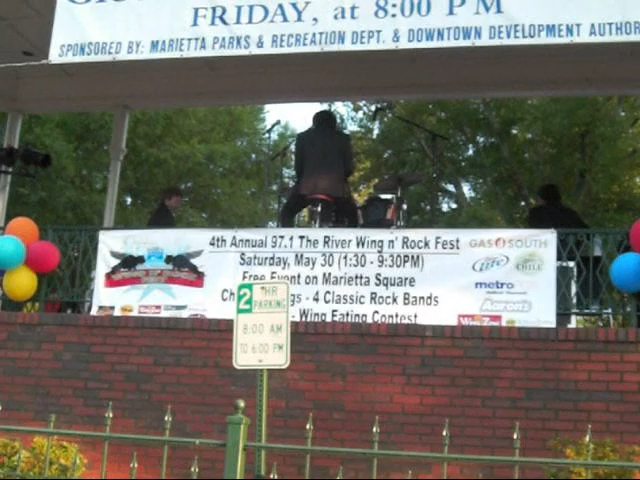 FRIDAY, at 8:00 PM
SPONSORED BY: MARIETTA PARKS & RECREATION DEPT. & DOWNTOWN DEVELOPMENT AUTHOR
4th Annual 97.1 The River Wing n' Rock Fest
Saturday, May 30 (1:30 - 9:30PM)
Free Event on Marietta Square
gs - 4 Classic Rock Bands
- Wing Eating Contest
GAS SOUTH
Lite
CHILE
metro
Aaron's
2 HR
PARKING
8:00 AM
TO 6:00 PM